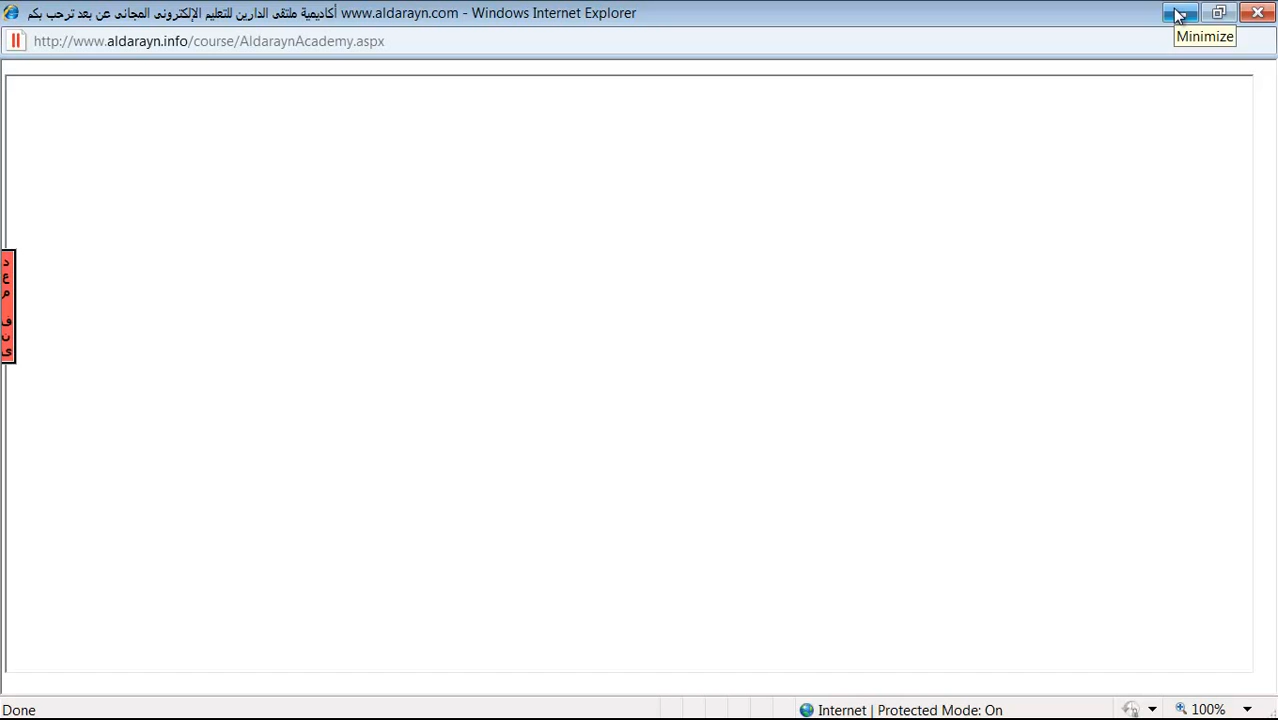 أكاديمية ملتقى الدارين للتعليم الإلكترونى المجانى عن بعد ترحب بكم www.aldarayn.com - Windows Internet Explorer
Minimize
http://www.aldarayn.info/course/AldaraynAcademy.aspx
د
ع
م
ف
ن
ى
Done
Internet | Protected Mode: On
100%